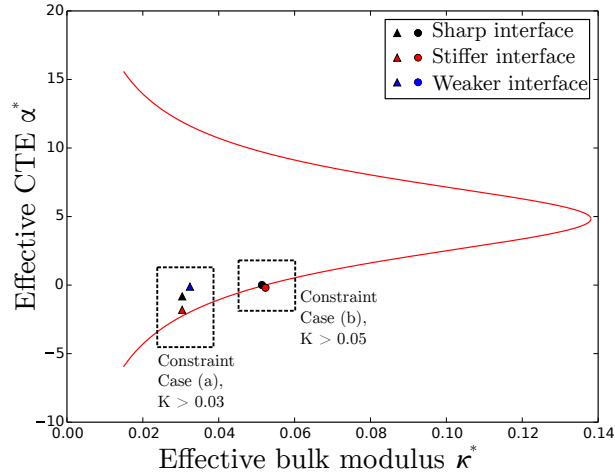 20
15
10
5
0
−5
−10
Effective CTE α*
Sharp interface
Stiffer interface
Weaker interface
Constraint
Case (b),
K > 0.05
Constraint
Case (a),
K > 0.03
0.00 0.02 0.04 0.06 0.08 0.10 0.12 0.14
Effective bulk modulus κ*